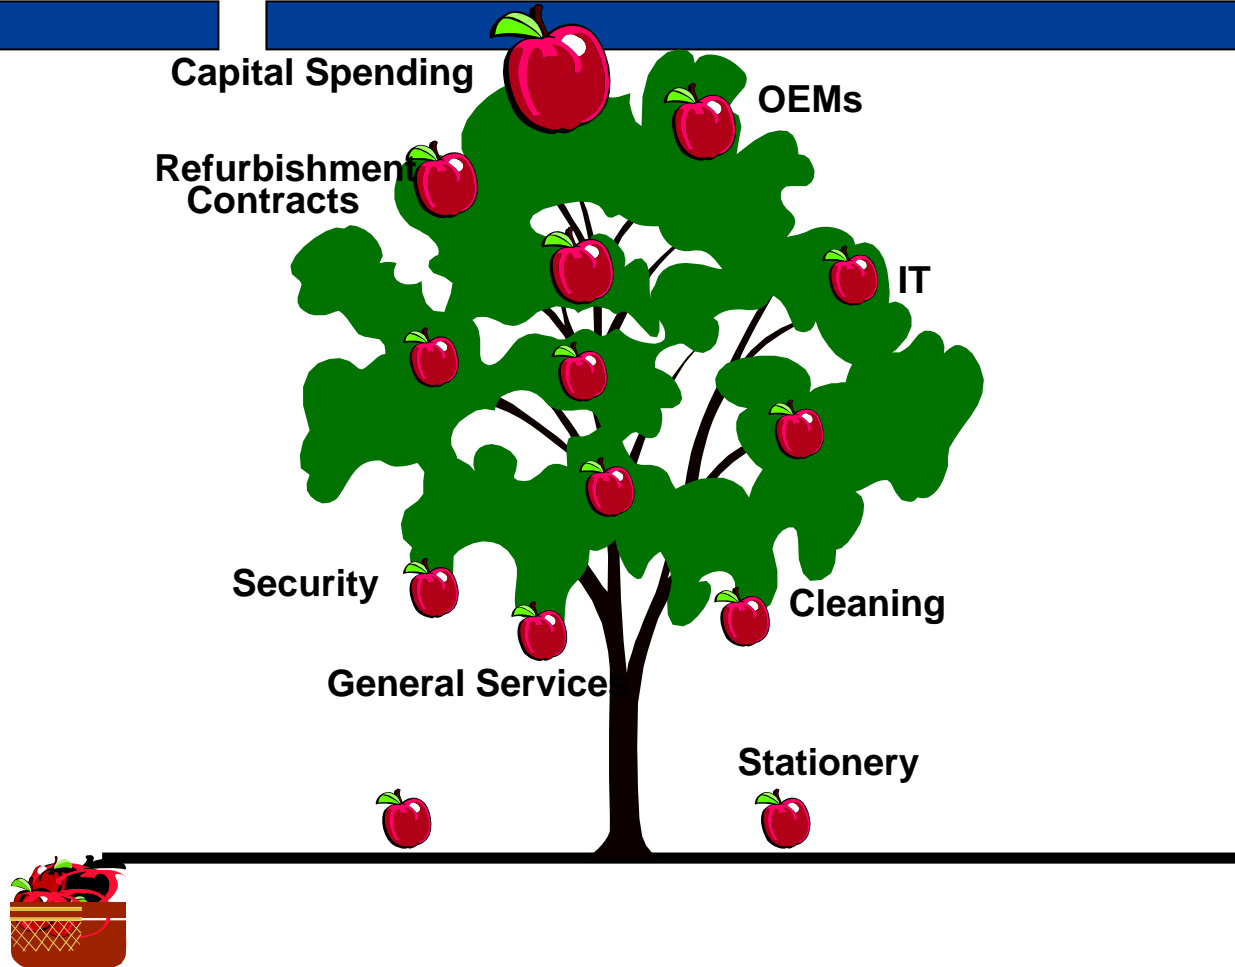 Capital Spending
OEMs
Refurbishment
Contracts
IT
Security
Cleaning
General Services
Stationery